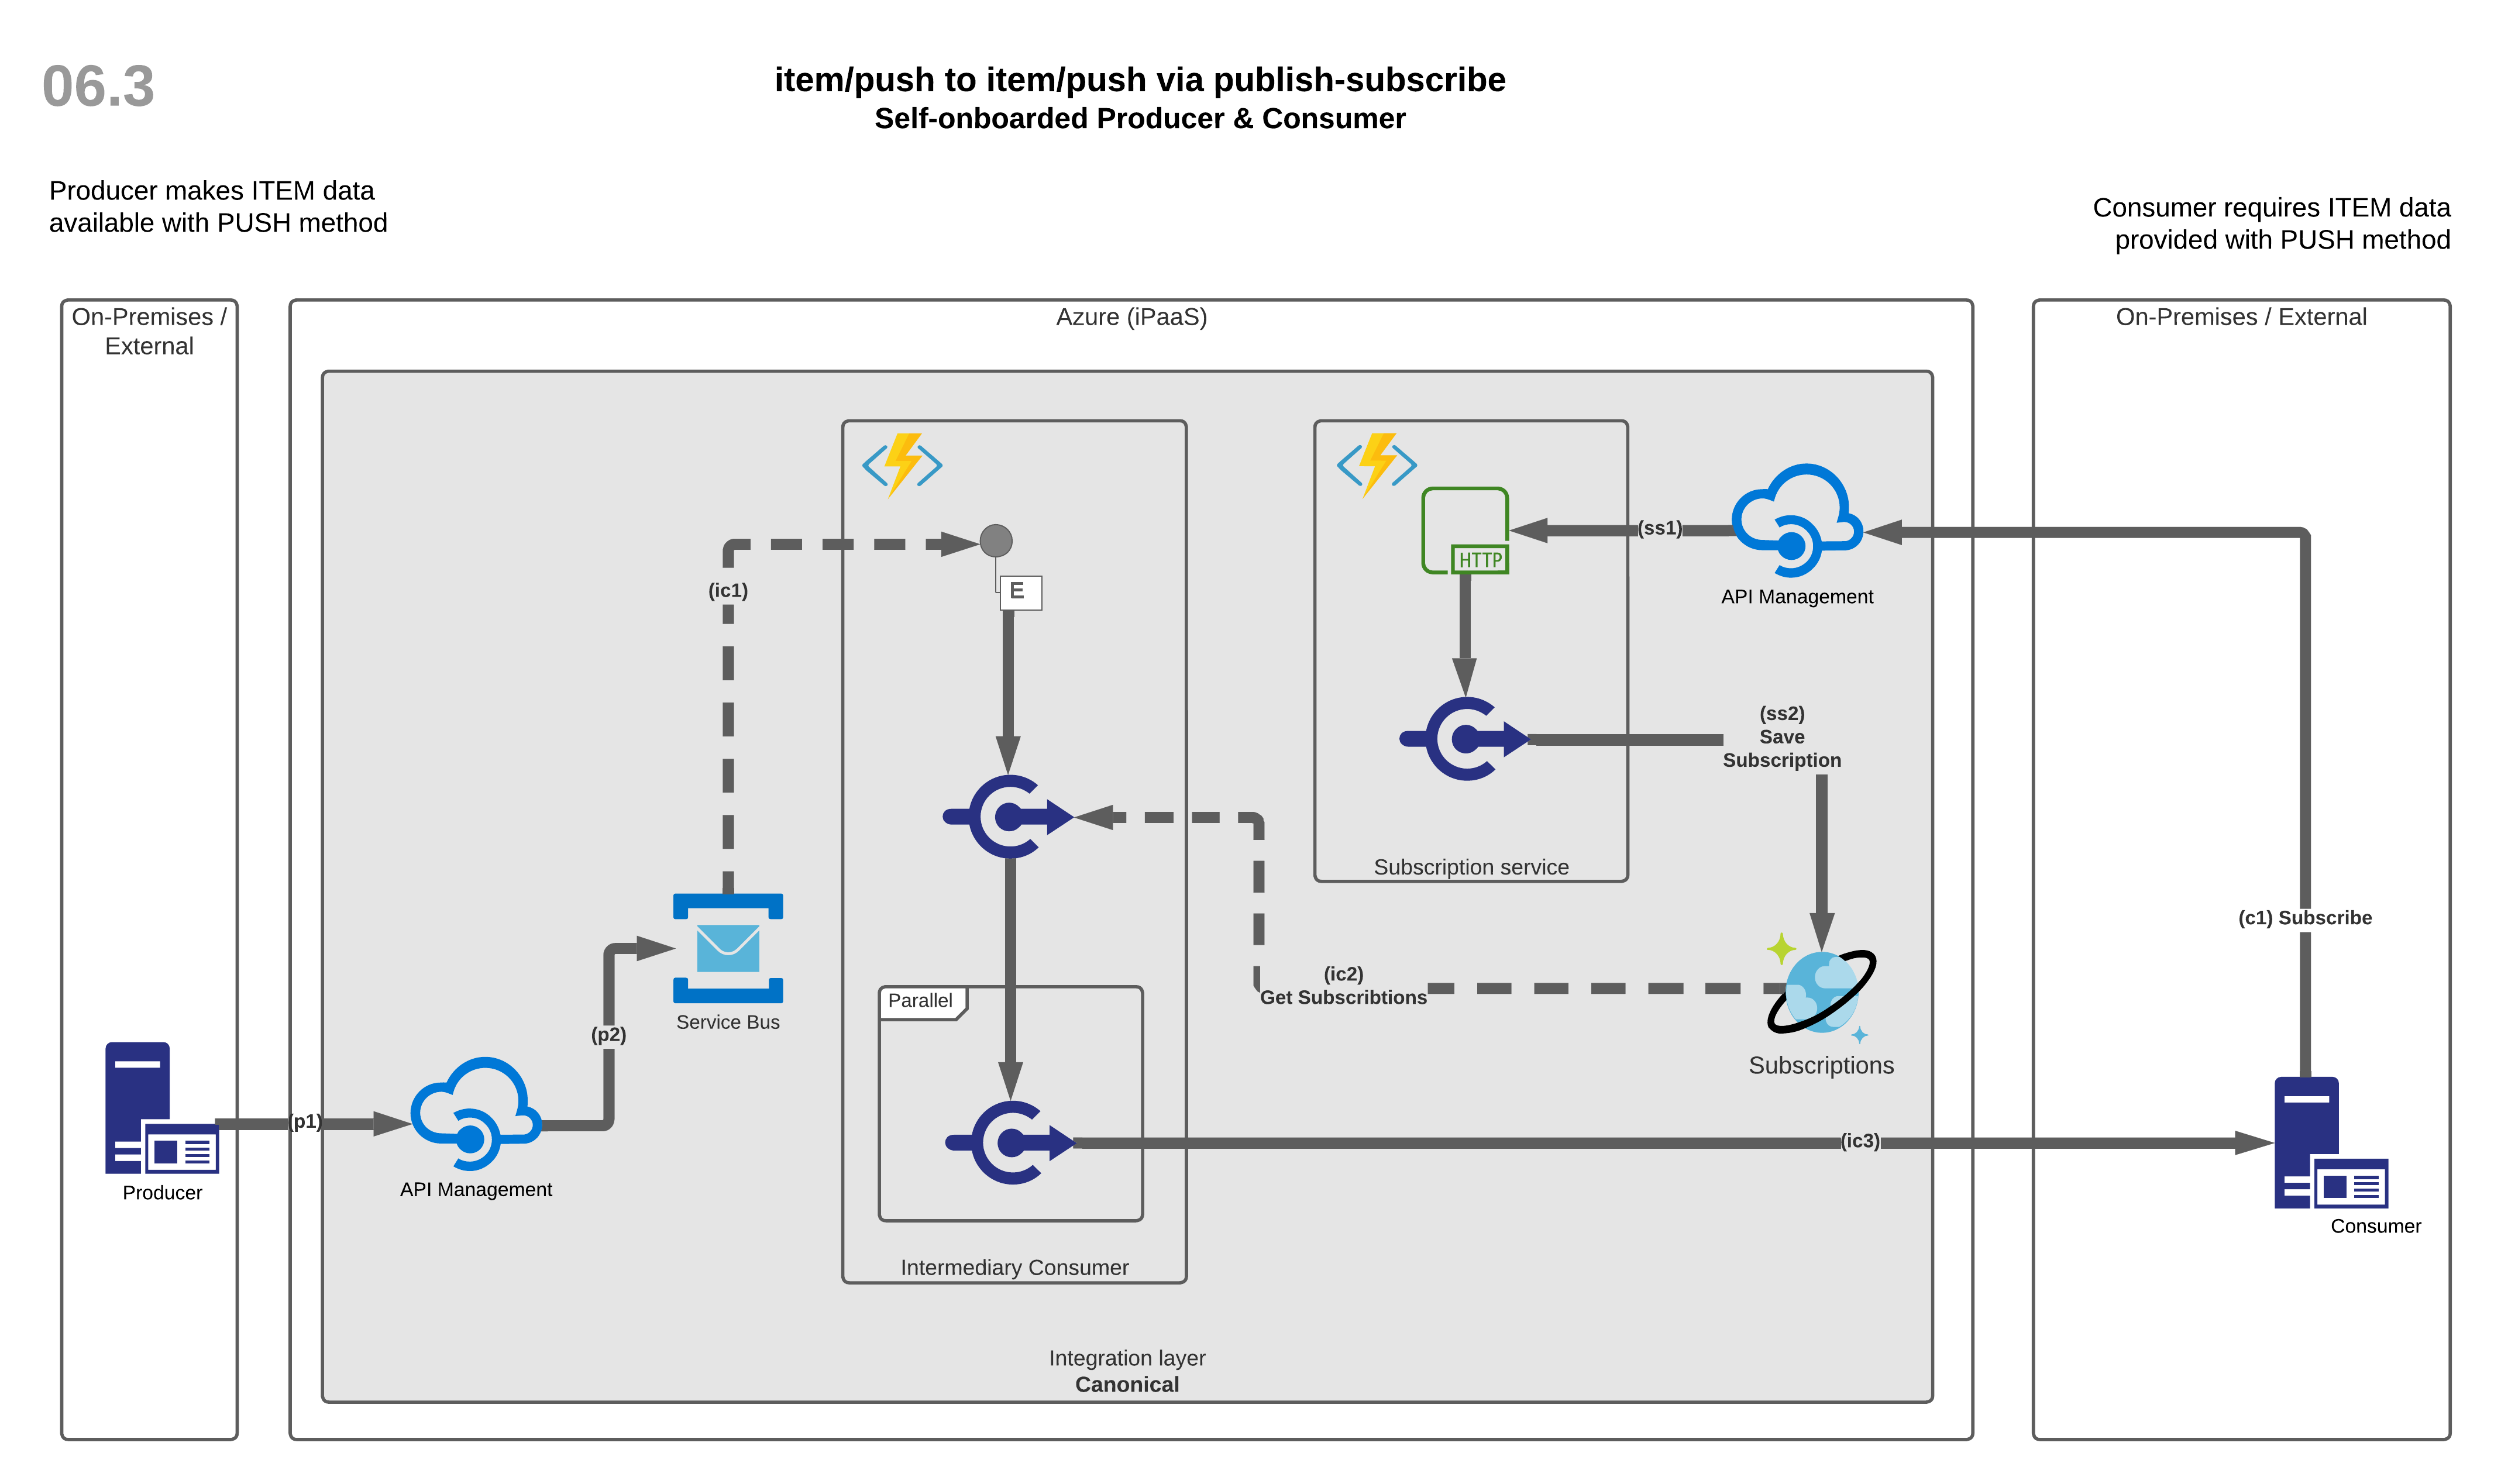 06.3
item/push to item/push via publish-subscribe
Self-onboarded Producer & Consumer
Producer makes ITEM data
available with PUSH method
Consumer requires ITEM data
provided with PUSH method
On-Premises /
External
Azure (iPaaS)
On-Premises / External
(ss1)
HTTP
E
(ic1)
API Management
(ss2)
Save
Subscription
Subscription service
(c1) Subscribe
(ic2)
Get Subscribtions
Parallel
Service Bus
(p2)
Subscriptions
(p1)
(ic3)
Producer
API Management
Consumer
Intermediary Consumer
Integration layer
Canonical